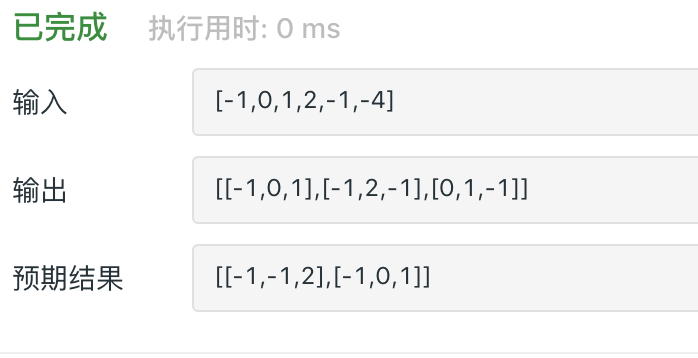 已完成 执行用时: 0 ms
输入 [-1,0,1,2,-1,-4]
输出 [[-1,0,1],[-1,2,-1],[0,1,-1]]
预期结果 [[-1,-1,2],[-1,0,1]]